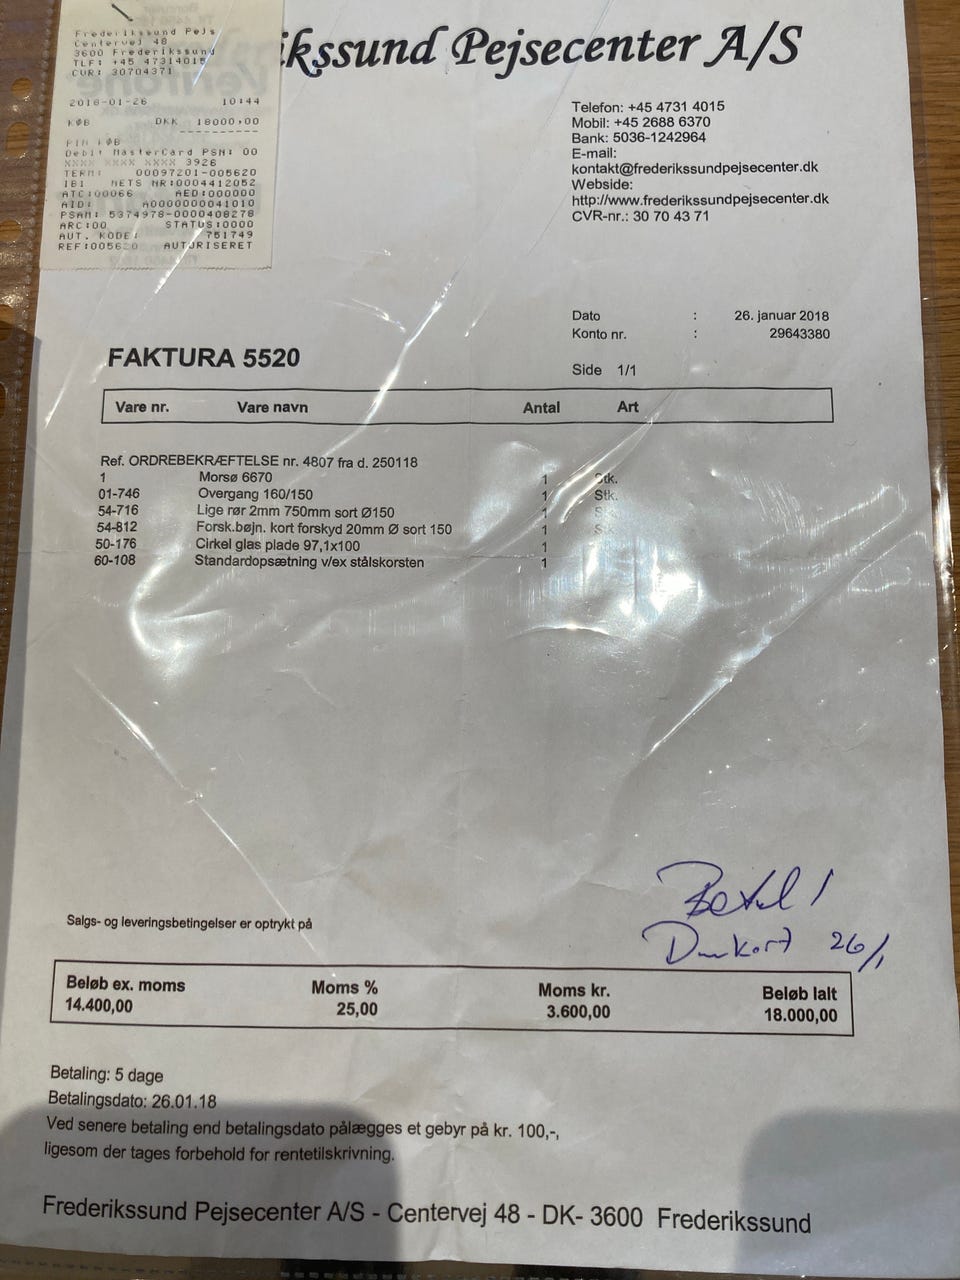 Frederikssund Pejs
Centervej 48
3600 Frederikssund
TLF: +45 47314015
CVR: 30704371
2018-01-26 10:44
KØB DKK 18000,00
PIN KØB
Debit MasterCard PSN: 00
XXXX XXXX XXXX 3926
TERM: 00097201-005620
IB1 NETS NR:0004412052
ATC:00066 AED:000000
AID: A0000000041010
PSAM: 5374978-0000408278
ARC:00 STATUS:0000
AUT. KODE: 751749
REF:005620 AUTORISERET
ikssund Pejsecenter A/S
Telefon: +45 4731 4015
Mobil: +45 2688 6370
Bank: 5036-1242964
E-mail:
kontakt@frederikssundpejsecenter.dk
Webside:
http://www.frederikssundpejsecenter.dk
CVR-nr.: 30 70 43 71
Dato : 26. januar 2018
Konto nr. : 29643380
FAKTURA 5520
Side 1/1
Vare nr. Vare navn Antal Art
Ref. ORDREBEKRÆFTELSE nr. 4807 fra d. 250118
1 Morsø 6670 1 Stk.
01-746 Overgang 160/150 1 Stk.
54-716 Lige rør 2mm 750mm sort Ø150 1
54-812 Forsk.bøjn. kort forskyd 20mm Ø sort 150 1
50-176 Cirkel glas plade 97,1x100 1
60-108 Standardopsætning v/ex stålskorsten 1
Betal
Dankort 26/1
Salgs- og leveringsbetingelser er optrykt på
Beløb ex. moms Moms % Moms kr. Beløb Ialt
14.400,00 25,00 3.600,00 18.000,00
Betaling: 5 dage
Betalingsdato: 26.01.18
Ved senere betaling end betalingsdato pålægges et gebyr på kr. 100,-,
ligesom der tages forbehold for rentetilskrivning.
Frederikssund Pejsecenter A/S - Centervej 48 - DK- 3600 Frederikssund